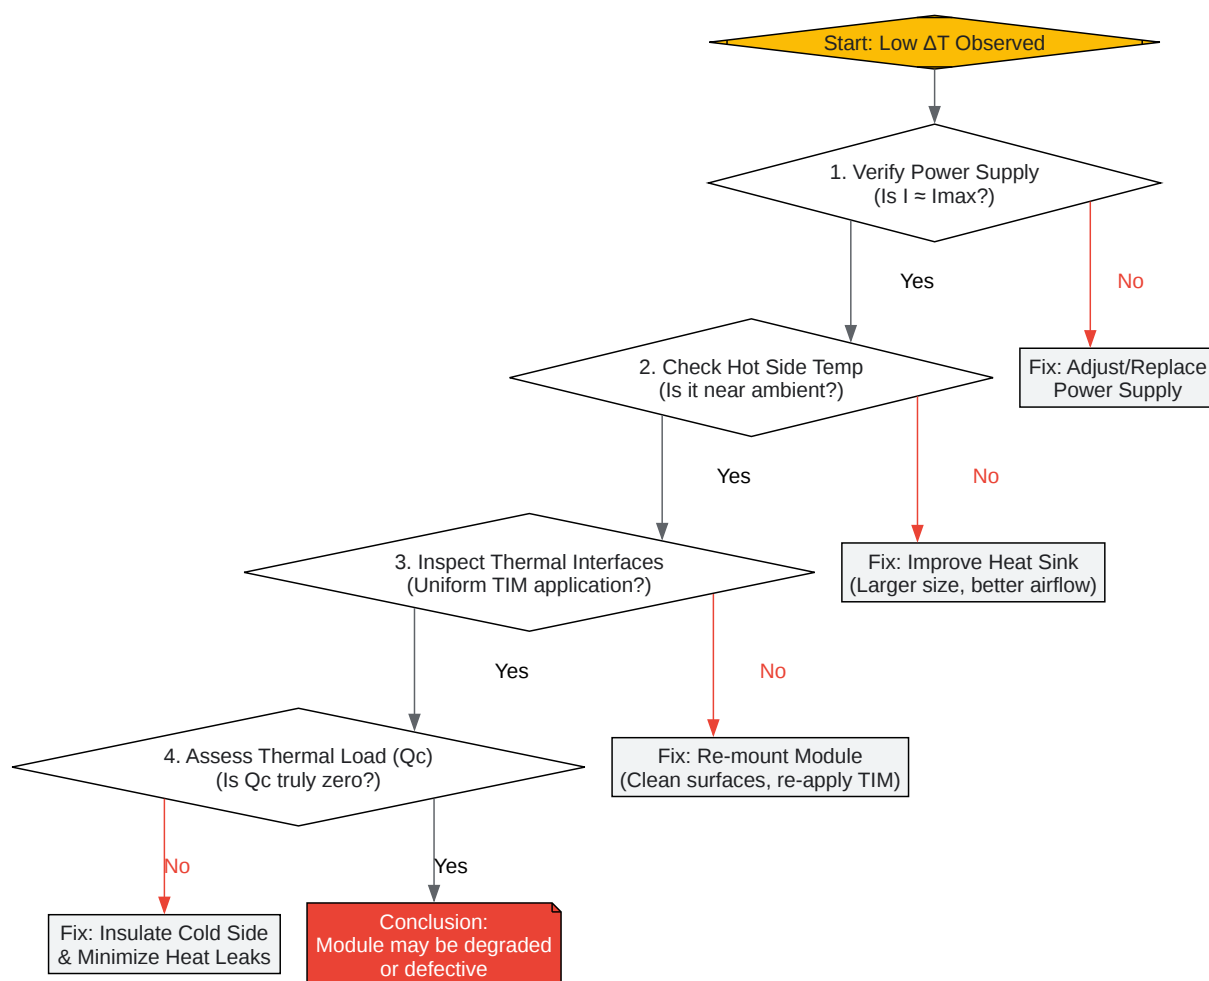 Start: Low ΔT Observed
1. Verify Power Supply
(Is I ≈ Imax?)
Yes
No
2. Check Hot Side Temp
(Is it near ambient?)
Fix: Adjust/Replace
Power Supply
Yes
No
3. Inspect Thermal Interfaces
(Uniform TIM application?)
Fix: Improve Heat Sink
(Larger size, better airflow)
Yes
No
4. Assess Thermal Load (Qc)
(Is Qc truly zero?)
Fix: Re-mount Module
(Clean surfaces, re-apply TIM)
No
Yes
Fix: Insulate Cold Side
& Minimize Heat Leaks
Conclusion:
Module may be degraded
or defective